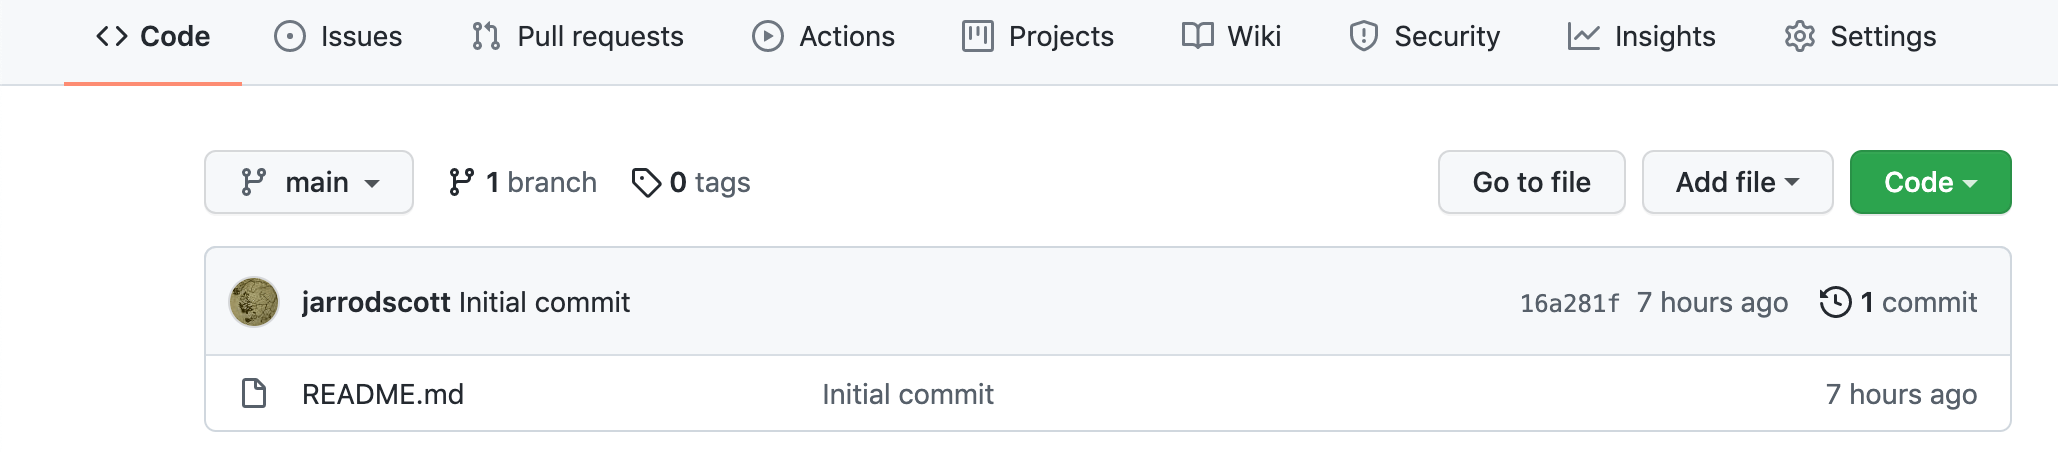 Code Issues Pull requests Actions Projects Wiki Security Insights Settings
main 1 branch 0 tags Go to file Add file Code
jarrodscott Initial commit 16a281f 7 hours ago 1 commit
README.md Initial commit 7 hours ago